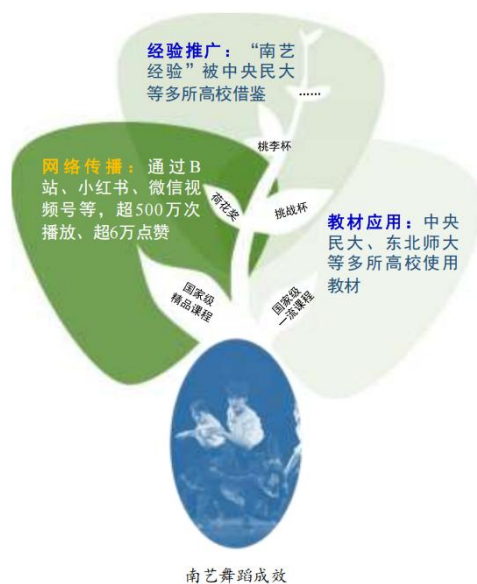 经验推广：“南艺
经验”被中央民大
等多所高校借鉴
......
桃李杯
网络传播：通过B
站、小红书、微信视
频号等，超500万次
播放、超6万点赞
荷花奖
挑战杯
教材应用：中央
民大、东北师大
等多所高校使用
教材
国家级
精品课程
国家级
一流课程
南艺舞蹈成效